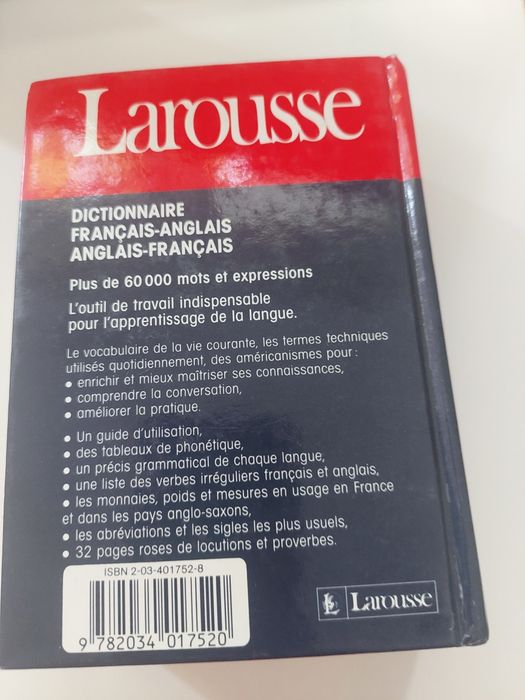 Larousse
DICTIONNAIRE
FRANÇAIS-ANGLAIS
ANGLAIS-FRANÇAIS
Plus de 60 000 mots et expressions
L'outil de travail indispensable
pour l'apprentissage de la langue.
Le vocabulaire de la vie courante, les termes techniques
utilisés quotidiennement, des américanismes pour :
• enrichir et mieux maîtriser ses connaissances,
• comprendre la conversation,
• améliorer la pratique.
• Un guide d'utilisation,
• des tableaux de phonétique,
• un précis grammatical de chaque langue,
• une liste des verbes irréguliers français et anglais,
• les monnaies, poids et mesures en usage en France
et dans les pays anglo-saxons,
• les abréviations et les sigles les plus usuels,
• 32 pages roses de locutions et proverbes.
ISBN 2-03-401752-8
9 782034 017520
Larousse